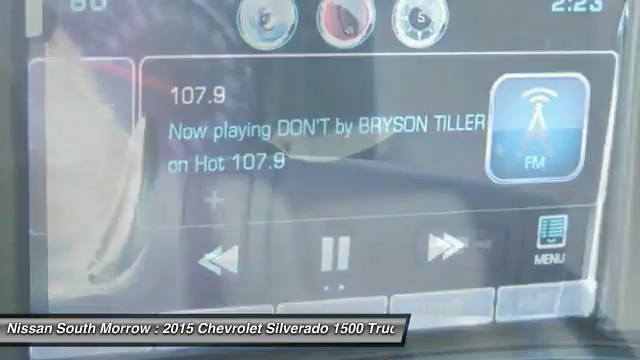 2:23
S
107.9
Now playing DON'T by BRYSON TILLER
on Hot 107.9
FM
MENU
Nissan South Morrow : 2015 Chevrolet Silverado 1500 Truc